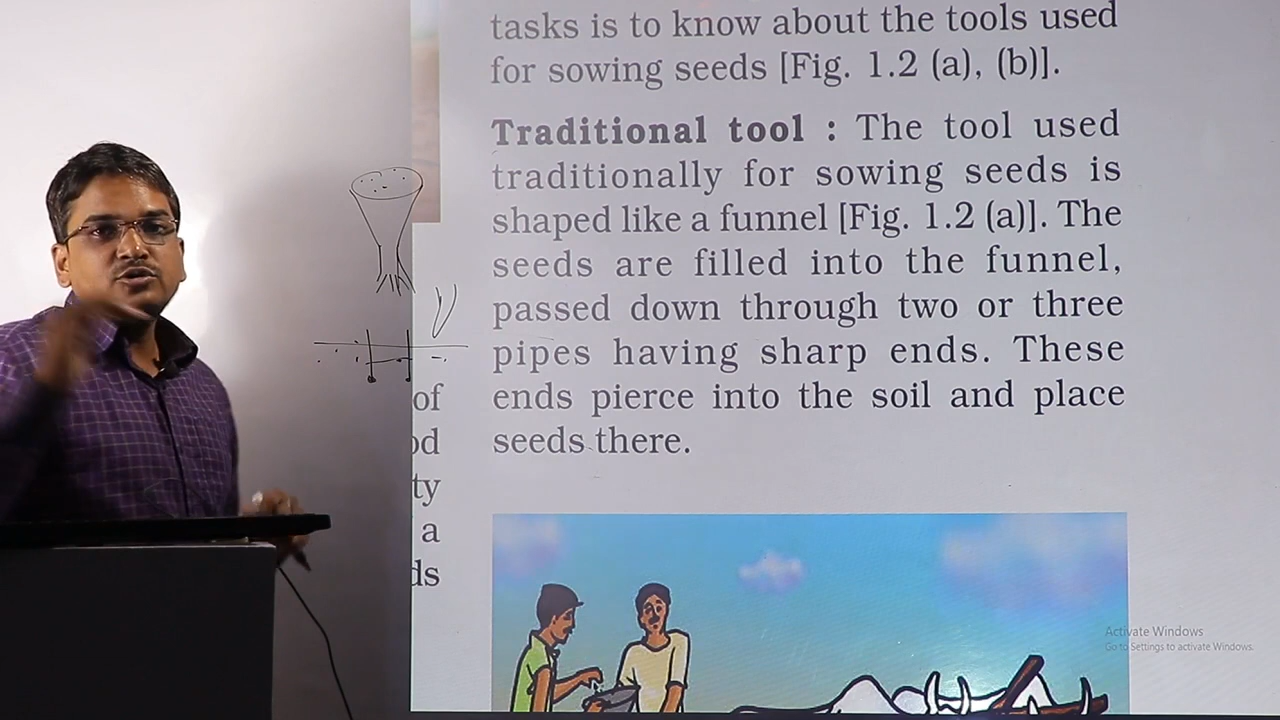 tasks is to know about the tools used
for sowing seeds [Fig. 1.2 (a), (b)].
Traditional tool : The tool used
traditionally for sowing seeds is
shaped like a funnel [Fig. 1.2 (a)]. The
seeds are filled into the funnel,
passed down through two or three
pipes having sharp ends. These
ends pierce into the soil and place
seeds there.
of
od
ty
a
ds
Activate Windows
Go to Settings to activate Windows.